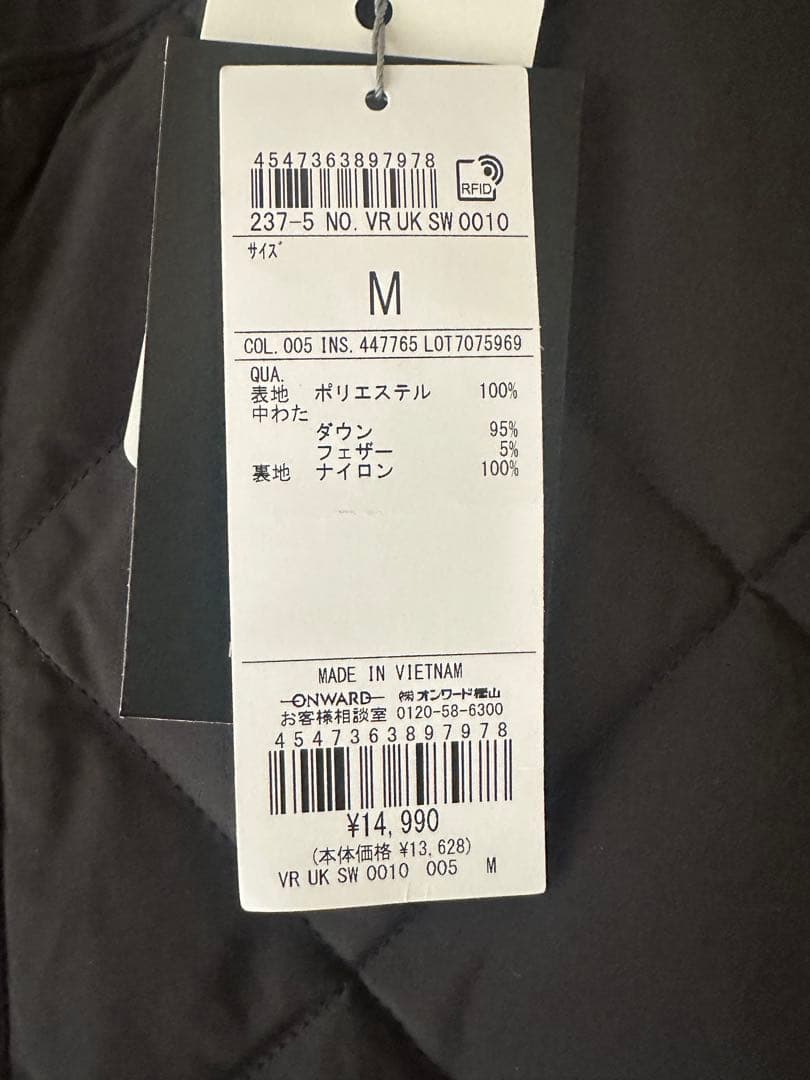 4547363897978
RFID
237-5 NO. VR UK SW 0010
サイズ
M
COL. 005 INS. 447765 LOT7075969
QUA.
表地 ポリエステル 100%
中わた
ダウン 95%
フェザー 5%
裏地 ナイロン 100%
MADE IN VIETNAM
ONWARD ㈱オンワード樫山
お客様相談室 0120-58-6300
4547363897978
¥14,990
(本体価格 ¥13,628)
VR UK SW 0010 005 M